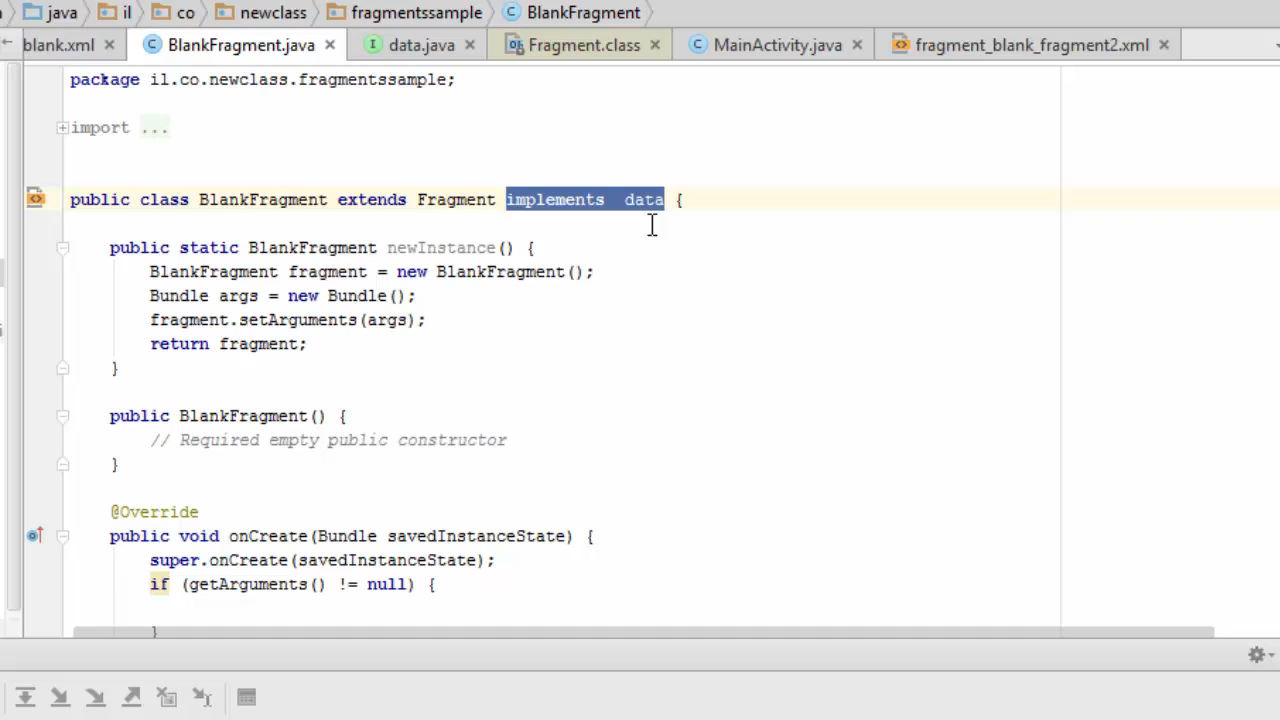 java il co newclass fragmentssample BlankFragment
blank.xml BlankFragment.java data.java Fragment.class MainActivity.java fragment_blank_fragment2.xml
package il.co.newclass.fragmentssample;
import ...
public class BlankFragment extends Fragment implements  data {
public static BlankFragment newInstance() {
BlankFragment fragment = new BlankFragment();
Bundle args = new Bundle();
fragment.setArguments(args);
return fragment;
}
public BlankFragment() {
// Required empty public constructor
}
@Override
public void onCreate(Bundle savedInstanceState) {
super.onCreate(savedInstanceState);
if (getArguments() != null) {
}